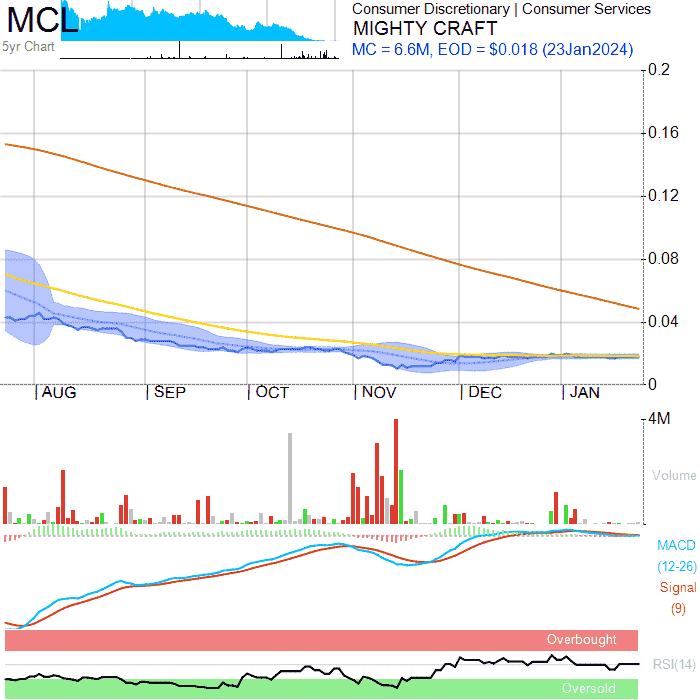 MCL
5yr Chart
Consumer Discretionary | Consumer Services
MIGHTY CRAFT
MC = 6.6M, EOD = $0.018 (23Jan2024)
0.2
0.16
0.12
0.08
0.04
0
AUG SEP OCT NOV DEC JAN
4M
Volume
MACD
(12-26)
Signal
(9)
Overbought
RSI(14)
Oversold